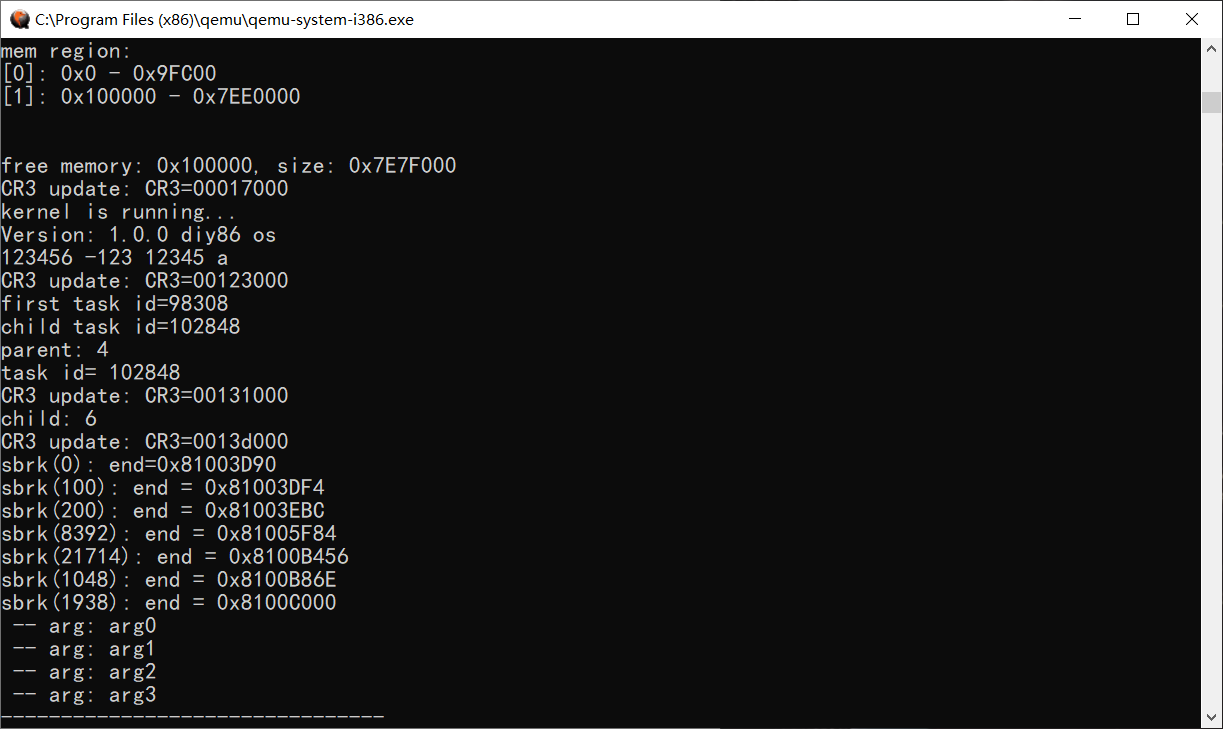 C:\Program Files (x86)\qemu\qemu-system-i386.exe
mem region:
[0]: 0x0 - 0x9FC00
[1]: 0x100000 - 0x7EE0000
free memory: 0x100000, size: 0x7E7F000
CR3 update: CR3=00017000
kernel is running...
Version: 1.0.0 diy86 os
123456 -123 12345 a
CR3 update: CR3=00123000
first task id=98308
child task id=102848
parent: 4
task id= 102848
CR3 update: CR3=00131000
child: 6
CR3 update: CR3=0013d000
sbrk(0): end=0x81003D90
sbrk(100): end = 0x81003DF4
sbrk(200): end = 0x81003EBC
sbrk(8392): end = 0x81005F84
sbrk(21714): end = 0x8100B456
sbrk(1048): end = 0x8100B86E
sbrk(1938): end = 0x8100C000
 -- arg: arg0
 -- arg: arg1
 -- arg: arg2
 -- arg: arg3
--------------------------------